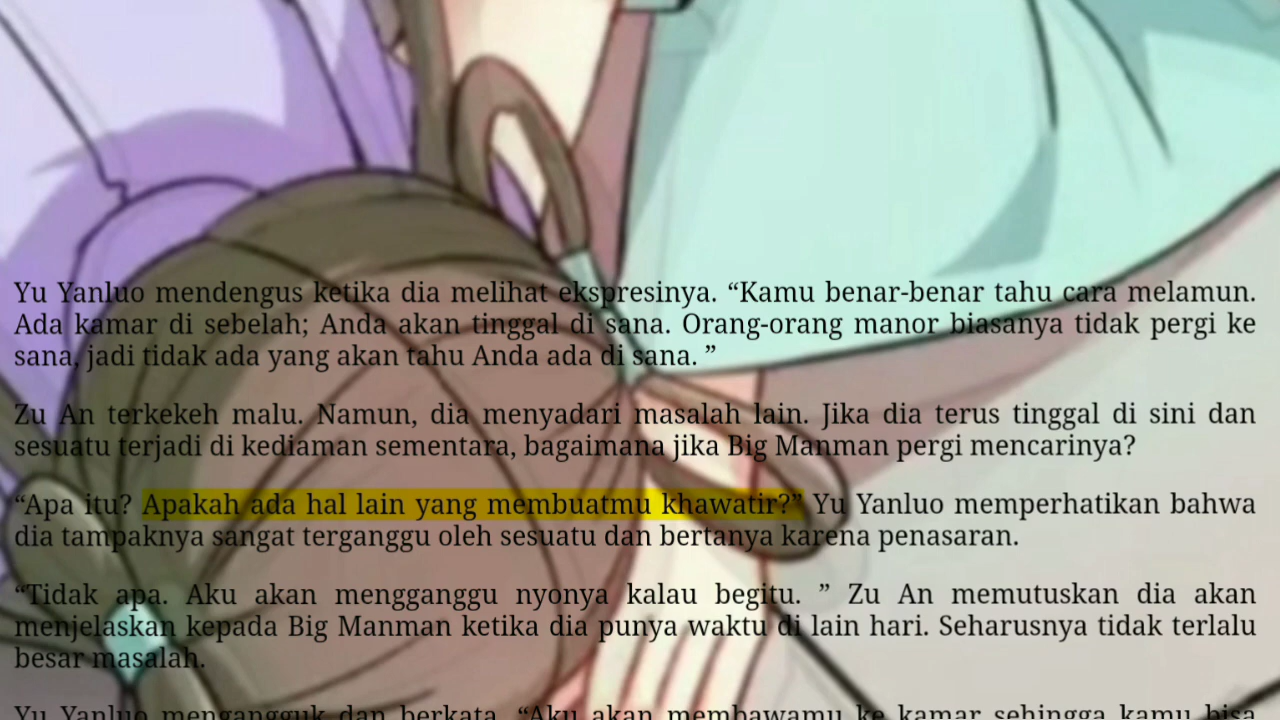 Yu Yanluo mendengus ketika dia melihat ekspresinya. “Kamu benar-benar tahu cara melamun.
Ada kamar di sebelah; Anda akan tinggal di sana. Orang-orang manor biasanya tidak pergi ke
sana, jadi tidak ada yang akan tahu Anda ada di sana. ”
Zu An terkekeh malu. Namun, dia menyadari masalah lain. Jika dia terus tinggal di sini dan
sesuatu terjadi di kediaman sementara, bagaimana jika Big Manman pergi mencarinya?
“Apa itu? Apakah ada hal lain yang membuatmu khawatir?” Yu Yanluo memperhatikan bahwa
dia tampaknya sangat terganggu oleh sesuatu dan bertanya karena penasaran.
“Tidak apa. Aku akan mengganggu nyonya kalau begitu. ” Zu An memutuskan dia akan
menjelaskan kepada Big Manman ketika dia punya waktu di lain hari. Seharusnya tidak terlalu
besar masalah.
Yu Yanluo mengangguk dan berkata, “Aku akan membawamu ke kamar sehingga kamu bisa